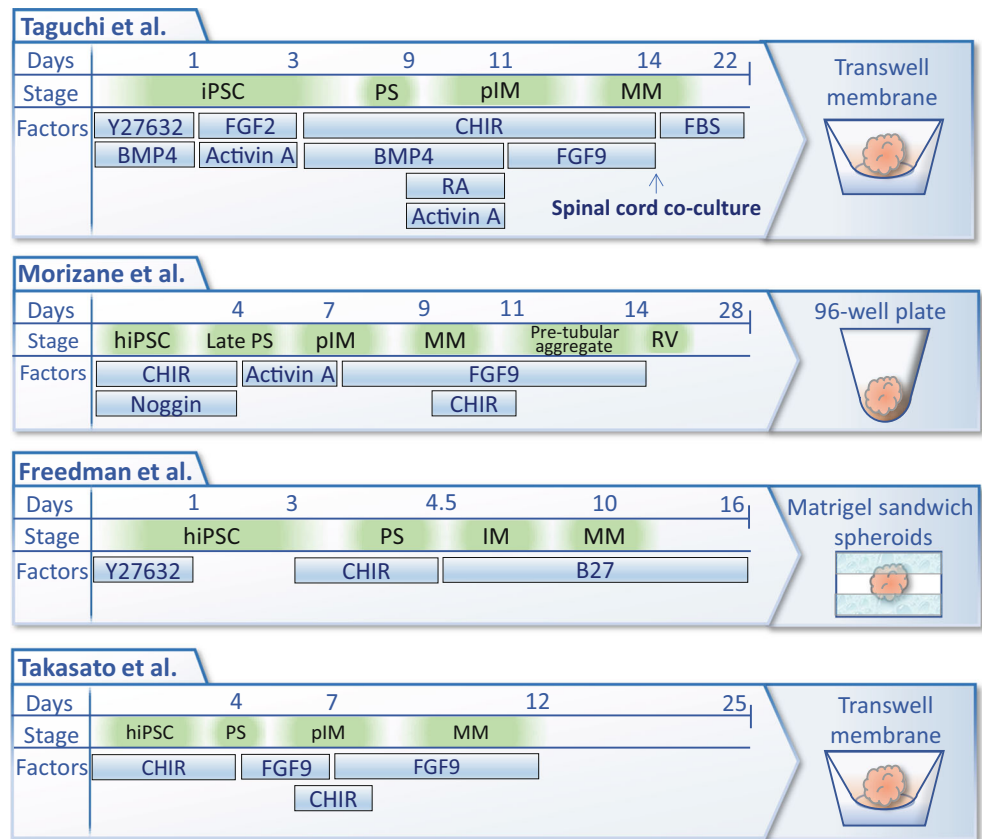 Taguchi et al.
Days 1 3 9 11 14 22
Stage iPSC PS pIM MM
Factors Y27632 FGF2 CHIR FBS
BMP4 Activin A BMP4 FGF9
RA
Activin A
Spinal cord co-culture
Transwell
membrane
Morizane et al.
Days 4 7 9 11 14 28
Stage hiPSC Late PS pIM MM Pre-tubular
aggregate RV
Factors CHIR Activin A FGF9
Noggin CHIR
96-well plate
Freedman et al.
Days 1 3 4.5 10 16
Stage hiPSC PS IM MM
Factors Y27632 CHIR B27
Matrigel sandwich
spheroids
Takasato et al.
Days 4 7 12 25
Stage hiPSC PS pIM MM
Factors CHIR FGF9 FGF9
CHIR
Transwell
membrane